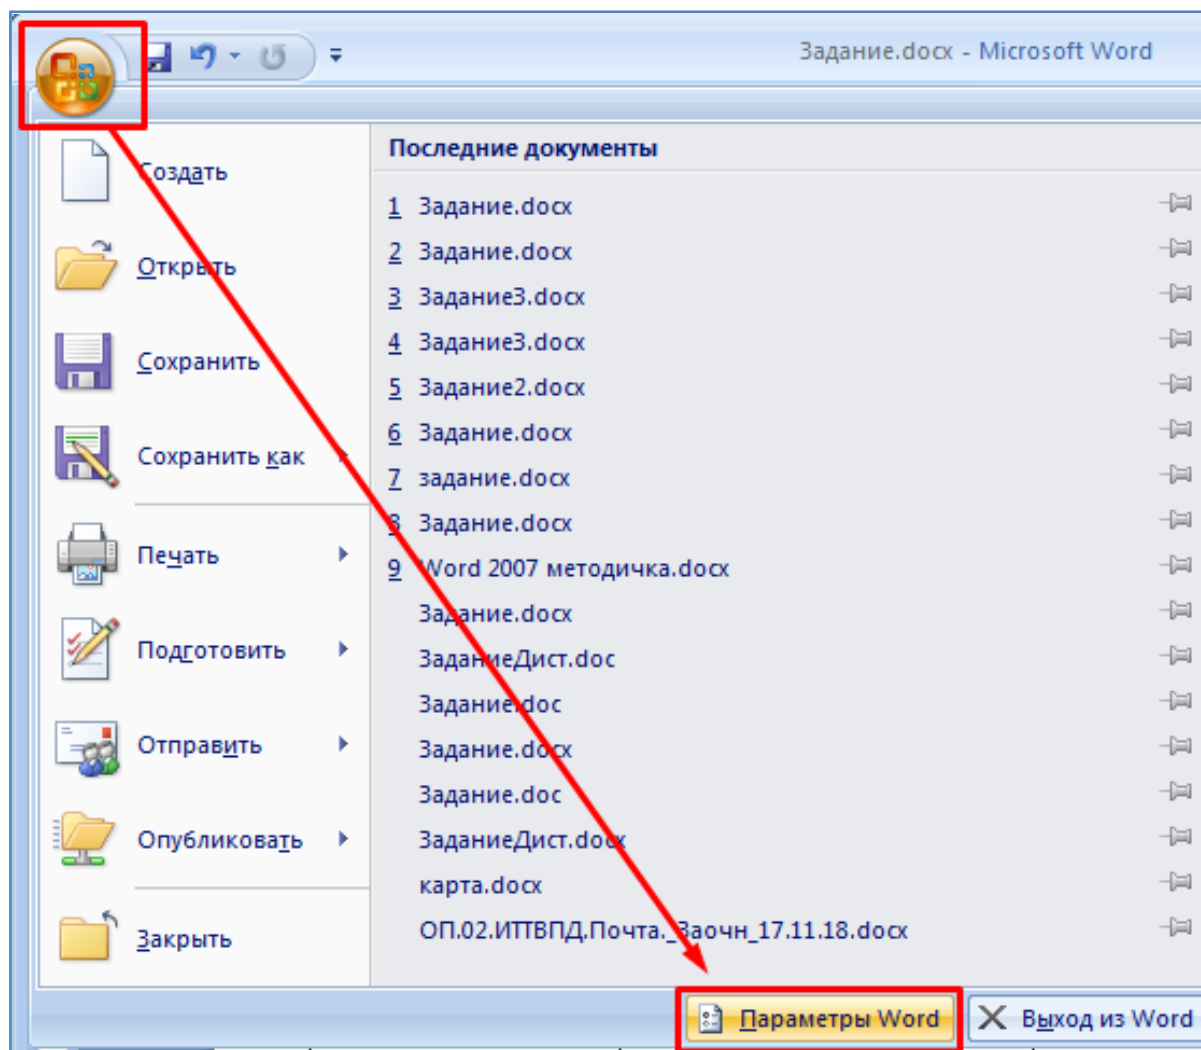 Задание.docx - Microsoft Word
Создать
Открыть
Сохранить
Сохранить как
Печать
Подготовить
Отправить
Опубликовать
Закрыть
Последние документы
1 Задание.docx
2 Задание.docx
3 Задание3.docx
4 Задание3.docx
5 Задание2.docx
6 Задание.docx
7 задание.docx
8 Задание.docx
9 Word 2007 методичка.docx
Задание.docx
ЗаданиеДист.doc
Задание.doc
Задание.docx
Задание.doc
ЗаданиеДист.docx
карта.docx
ОП.02.ИТТВПД.Почта._Заочн_17.11.18.docx
Параметры Word
Выход из Word